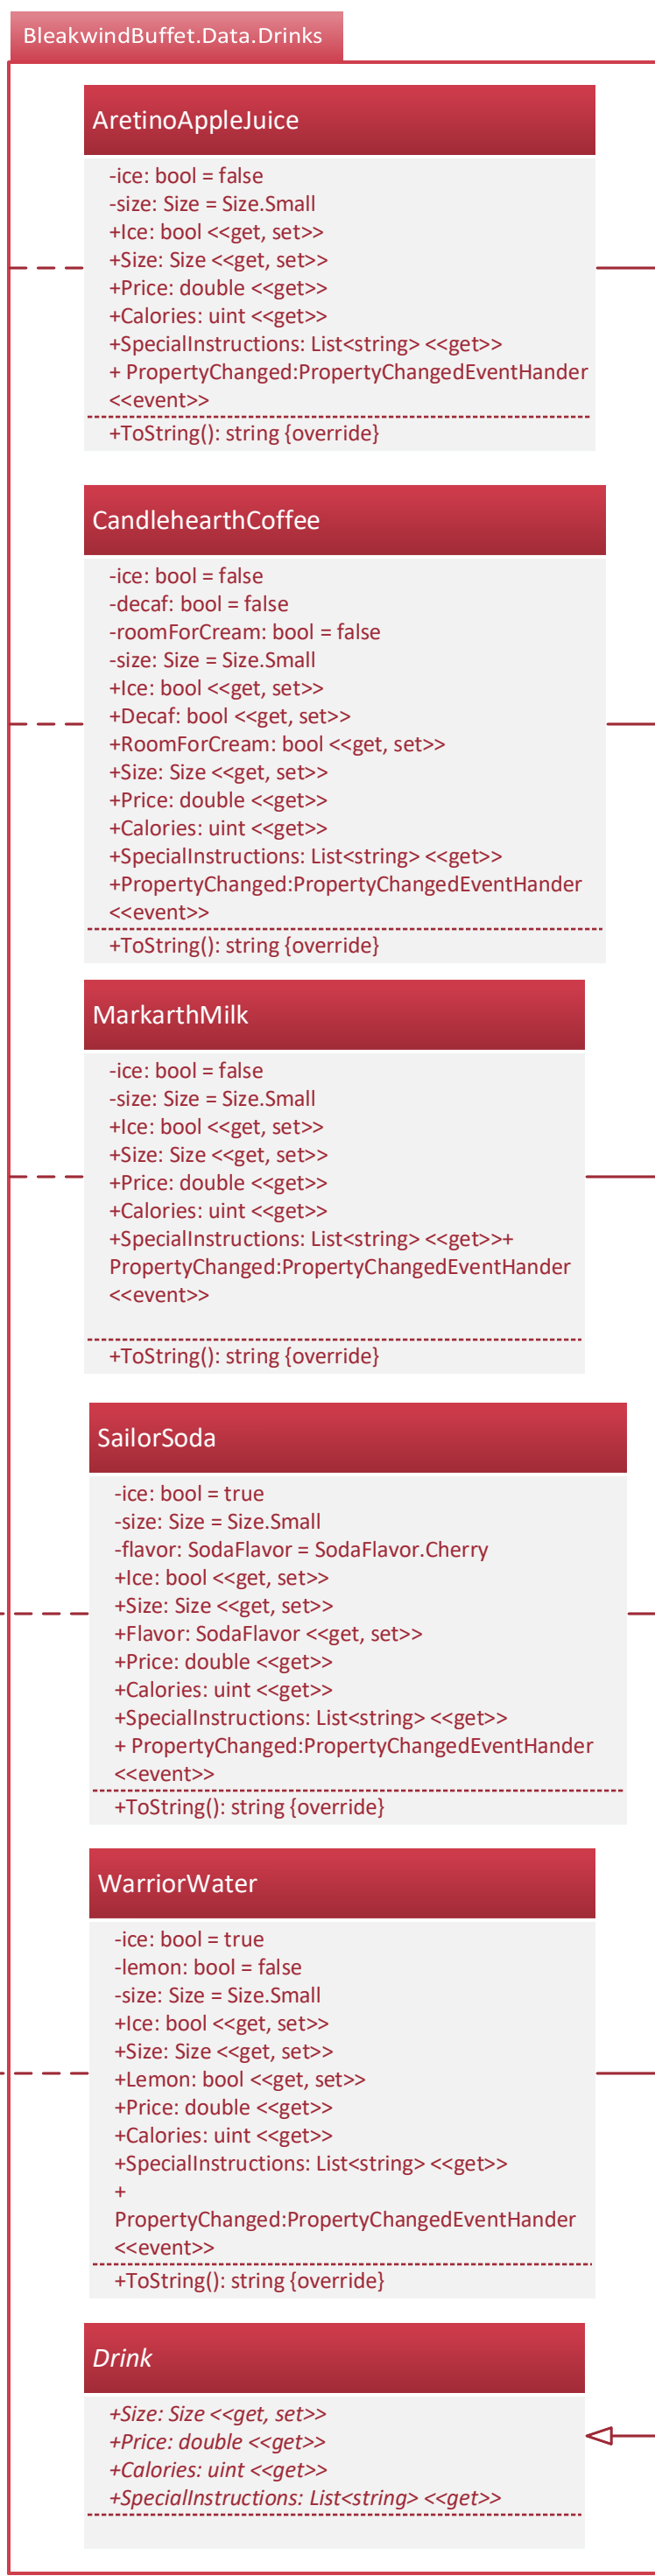 BleakwindBuffet.Data.Drinks
AretinoAppleJuice
-ice: bool = false
-size: Size = Size.Small
+Ice: bool <<get, set>>
+Size: Size <<get, set>>
+Price: double <<get>>
+Calories: uint <<get>>
+SpecialInstructions: List<string> <<get>>
+ PropertyChanged:PropertyChangedEventHander
<<event>>
+ToString(): string {override}
CandlehearthCoffee
-ice: bool = false
-decaf: bool = false
-roomForCream: bool = false
-size: Size = Size.Small
+Ice: bool <<get, set>>
+Decaf: bool <<get, set>>
+RoomForCream: bool <<get, set>>
+Size: Size <<get, set>>
+Price: double <<get>>
+Calories: uint <<get>>
+SpecialInstructions: List<string> <<get>>
+PropertyChanged:PropertyChangedEventHander
<<event>>
+ToString(): string {override}
MarkarthMilk
-ice: bool = false
-size: Size = Size.Small
+Ice: bool <<get, set>>
+Size: Size <<get, set>>
+Price: double <<get>>
+Calories: uint <<get>>
+SpecialInstructions: List<string> <<get>>+
PropertyChanged:PropertyChangedEventHander
<<event>>
+ToString(): string {override}
SailorSoda
-ice: bool = true
-size: Size = Size.Small
-flavor: SodaFlavor = SodaFlavor.Cherry
+Ice: bool <<get, set>>
+Size: Size <<get, set>>
+Flavor: SodaFlavor <<get, set>>
+Price: double <<get>>
+Calories: uint <<get>>
+SpecialInstructions: List<string> <<get>>
+ PropertyChanged:PropertyChangedEventHander
<<event>>
+ToString(): string {override}
WarriorWater
-ice: bool = true
-lemon: bool = false
-size: Size = Size.Small
+Ice: bool <<get, set>>
+Size: Size <<get, set>>
+Lemon: bool <<get, set>>
+Price: double <<get>>
+Calories: uint <<get>>
+SpecialInstructions: List<string> <<get>>
+
PropertyChanged:PropertyChangedEventHander
<<event>>
+ToString(): string {override}
Drink
+Size: Size <<get, set>>
+Price: double <<get>>
+Calories: uint <<get>>
+SpecialInstructions: List<string> <<get>>